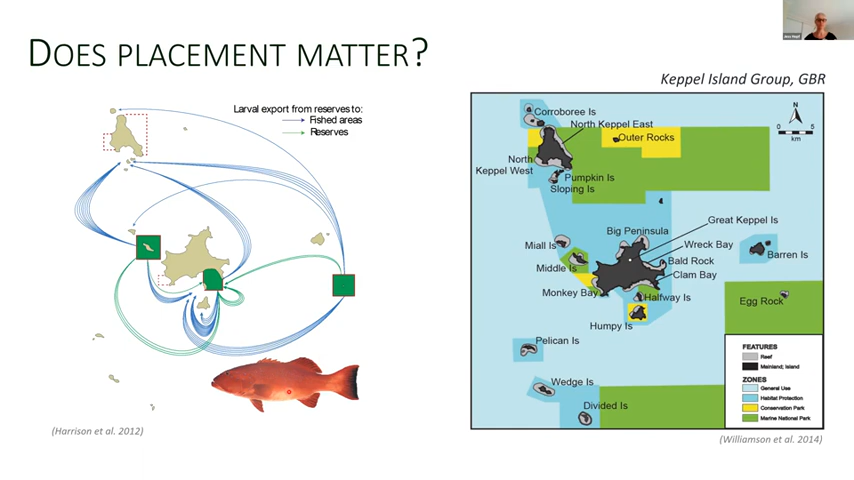 DOES PLACEMENT MATTER?
Keppel Island Group, GBR
Larval export from reserves to:
Fished areas
Reserves
(Harrison et al. 2012)
Corroboree Is
North Keppel East
Outer Rocks
North
Keppel West
Pumpkin Is
Sloping Is
N
0 5
km
Great Keppel Is
Big Peninsula
Wreck Bay
Miall Is
Bald Rock
Barren Is
Middle Is
Clam Bay
Monkey Bay
Halfway Is
Egg Rock
Humpy Is
Pelican Is
Wedge Is
Divided Is
FEATURES
Reef
Mainland; Island
ZONES
General Use
Habitat Protection
Conservation Park
Marine National Park
(Williamson et al. 2014)